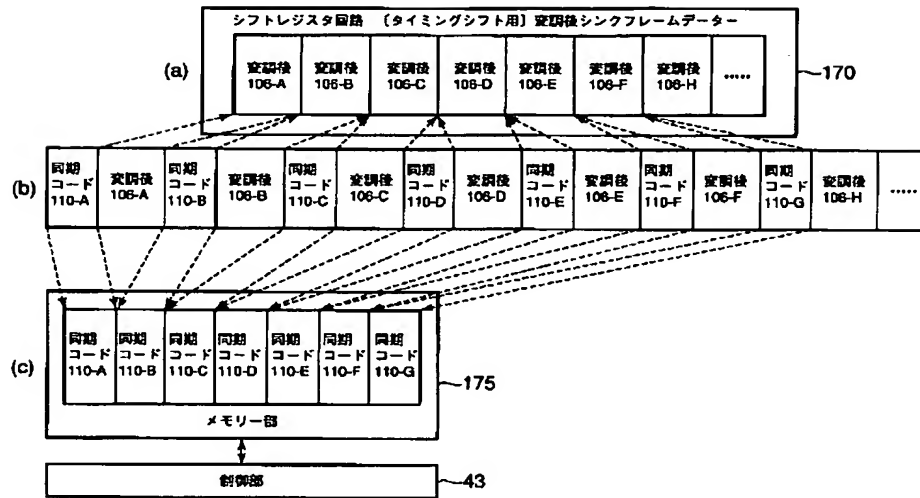 シフトレジスタ回路 〔タイミングシフト用〕変調後シンクフレームデーター
(a)
変調後 106-A
変調後 106-B
変調後 106-C
変調後 106-D
変調後 106-E
変調後 106-F
変調後 106-H
.....
170
(b)
同期コード 110-A
変調後 106-A
同期コード 110-B
変調後 106-B
同期コード 110-C
変調後 106-C
同期コード 110-D
変調後 106-D
同期コード 110-E
変調後 106-E
同期コード 110-F
変調後 106-F
同期コード 110-G
変調後 106-H
.....
(c)
同期コード 110-A
同期コード 110-B
同期コード 110-C
同期コード 110-D
同期コード 110-E
同期コード 110-F
同期コード 110-G
175
メモリー部
制御部
43